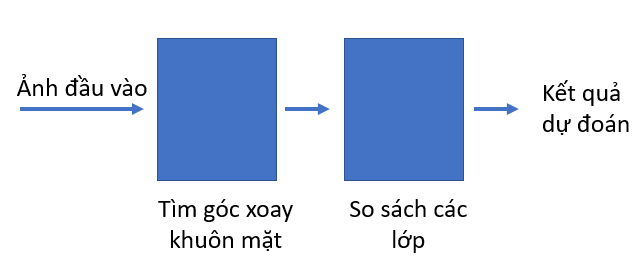 Ảnh đầu vào
Tìm góc xoay
khuôn mặt
So sách các
lớp
Kết quả
dự đoán